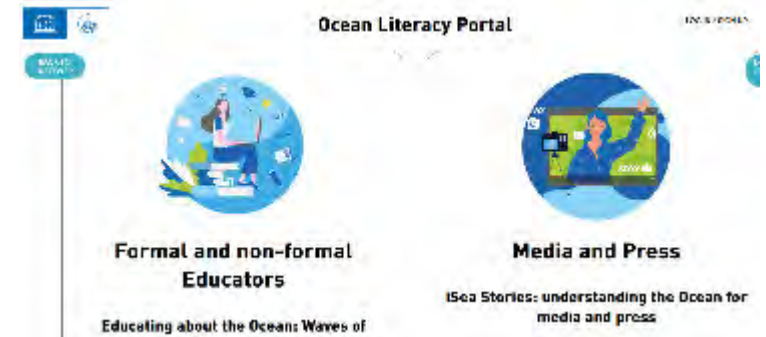 Ocean Literacy Portal
Formal and non-formal
Educators
Educating about the Ocean: Waves of
Media and Press
iSea Stories: understanding the Ocean for
media and press